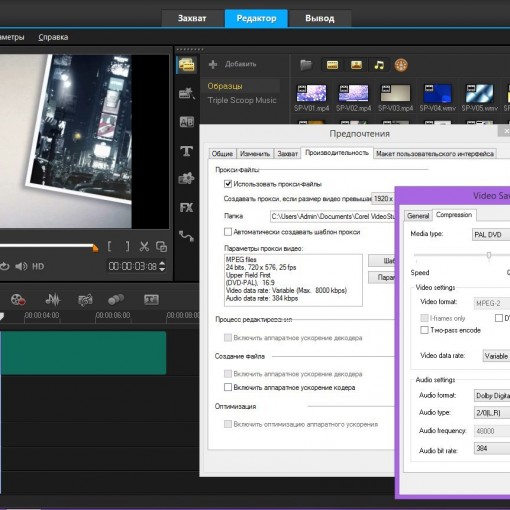 Захват
Редактор
Вывод
Справка
Добавить
Образцы
Triple Scoop Music
SP-V01.mp4
SP-V02.mp4
SP-V03.mp4
SP-V04.wmv
SP-V05.wmv
HD
00:00:03:08
00:00:04:00
00:00:06:00
00:00:08:00
T
FX
Предпочтения
Общие
Изменить
Захват
Производительность
Макет пользовательского интерфейса
Прокси-файлы
Использовать прокси-файлы
Создавать прокси, если размер видео превышает
1920 x
Папка
C:\Users\Admin\Documents\Corel VideoStu
Автоматически создавать шаблон прокси
Параметры прокси видео:
MPEG files
24 bits, 720 x 576, 25 fps
Upper Field First
(DVD-PAL), 16:9
Video data rate: Variable (Max. 8000 kbps)
Audio data rate: 384 kbps
Процесс редактирования
Включить аппаратное ускорение декодера
Создание файла
Включить аппаратное ускорение декодера
Включить аппаратное ускорение кодера
Оптимизация
Включить оптимизацию аппаратного ускорения
Video Sav
General
Compression
Media type:
PAL DVD
Speed
Video settings
Video format:
MPEG-2
I-frames only
Two-pass encode
Video data rate:
Variable
Audio settings
Audio format:
Dolby Digital
Audio type:
2/0(L,R)
Audio frequency:
48000
Audio bit rate:
384